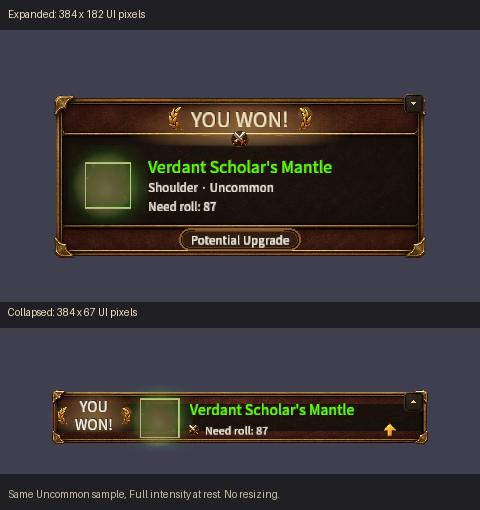 Expanded: 384 x 182 UI pixels
YOU WON!
Verdant Scholar's Mantle
Shoulder · Uncommon
Need roll: 87
Potential Upgrade
Collapsed: 384 x 67 UI pixels
YOU
WON!
Verdant Scholar's Mantle
Need roll: 87
Same Uncommon sample, Full intensity at rest. No resizing.